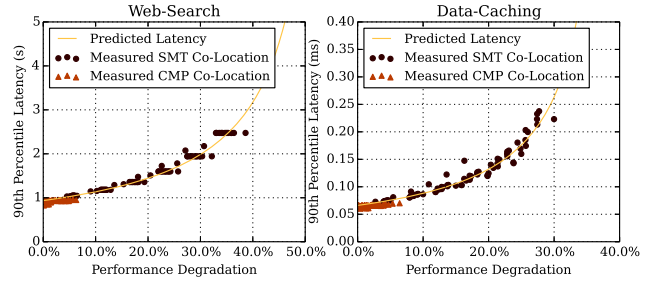 Web-Search
90th Percentile Latency (s)
5
4
3
2
1
0
Predicted Latency
Measured SMT Co-Location
Measured CMP Co-Location
0.0% 10.0% 20.0% 30.0% 40.0% 50.0%
Performance Degradation
Data-Caching
90th Percentile Latency (ms)
0.40
0.35
0.30
0.25
0.20
0.15
0.10
0.05
0.00
Predicted Latency
Measured SMT Co-Location
Measured CMP Co-Location
0.0% 10.0% 20.0% 30.0% 40.0%
Performance Degradation